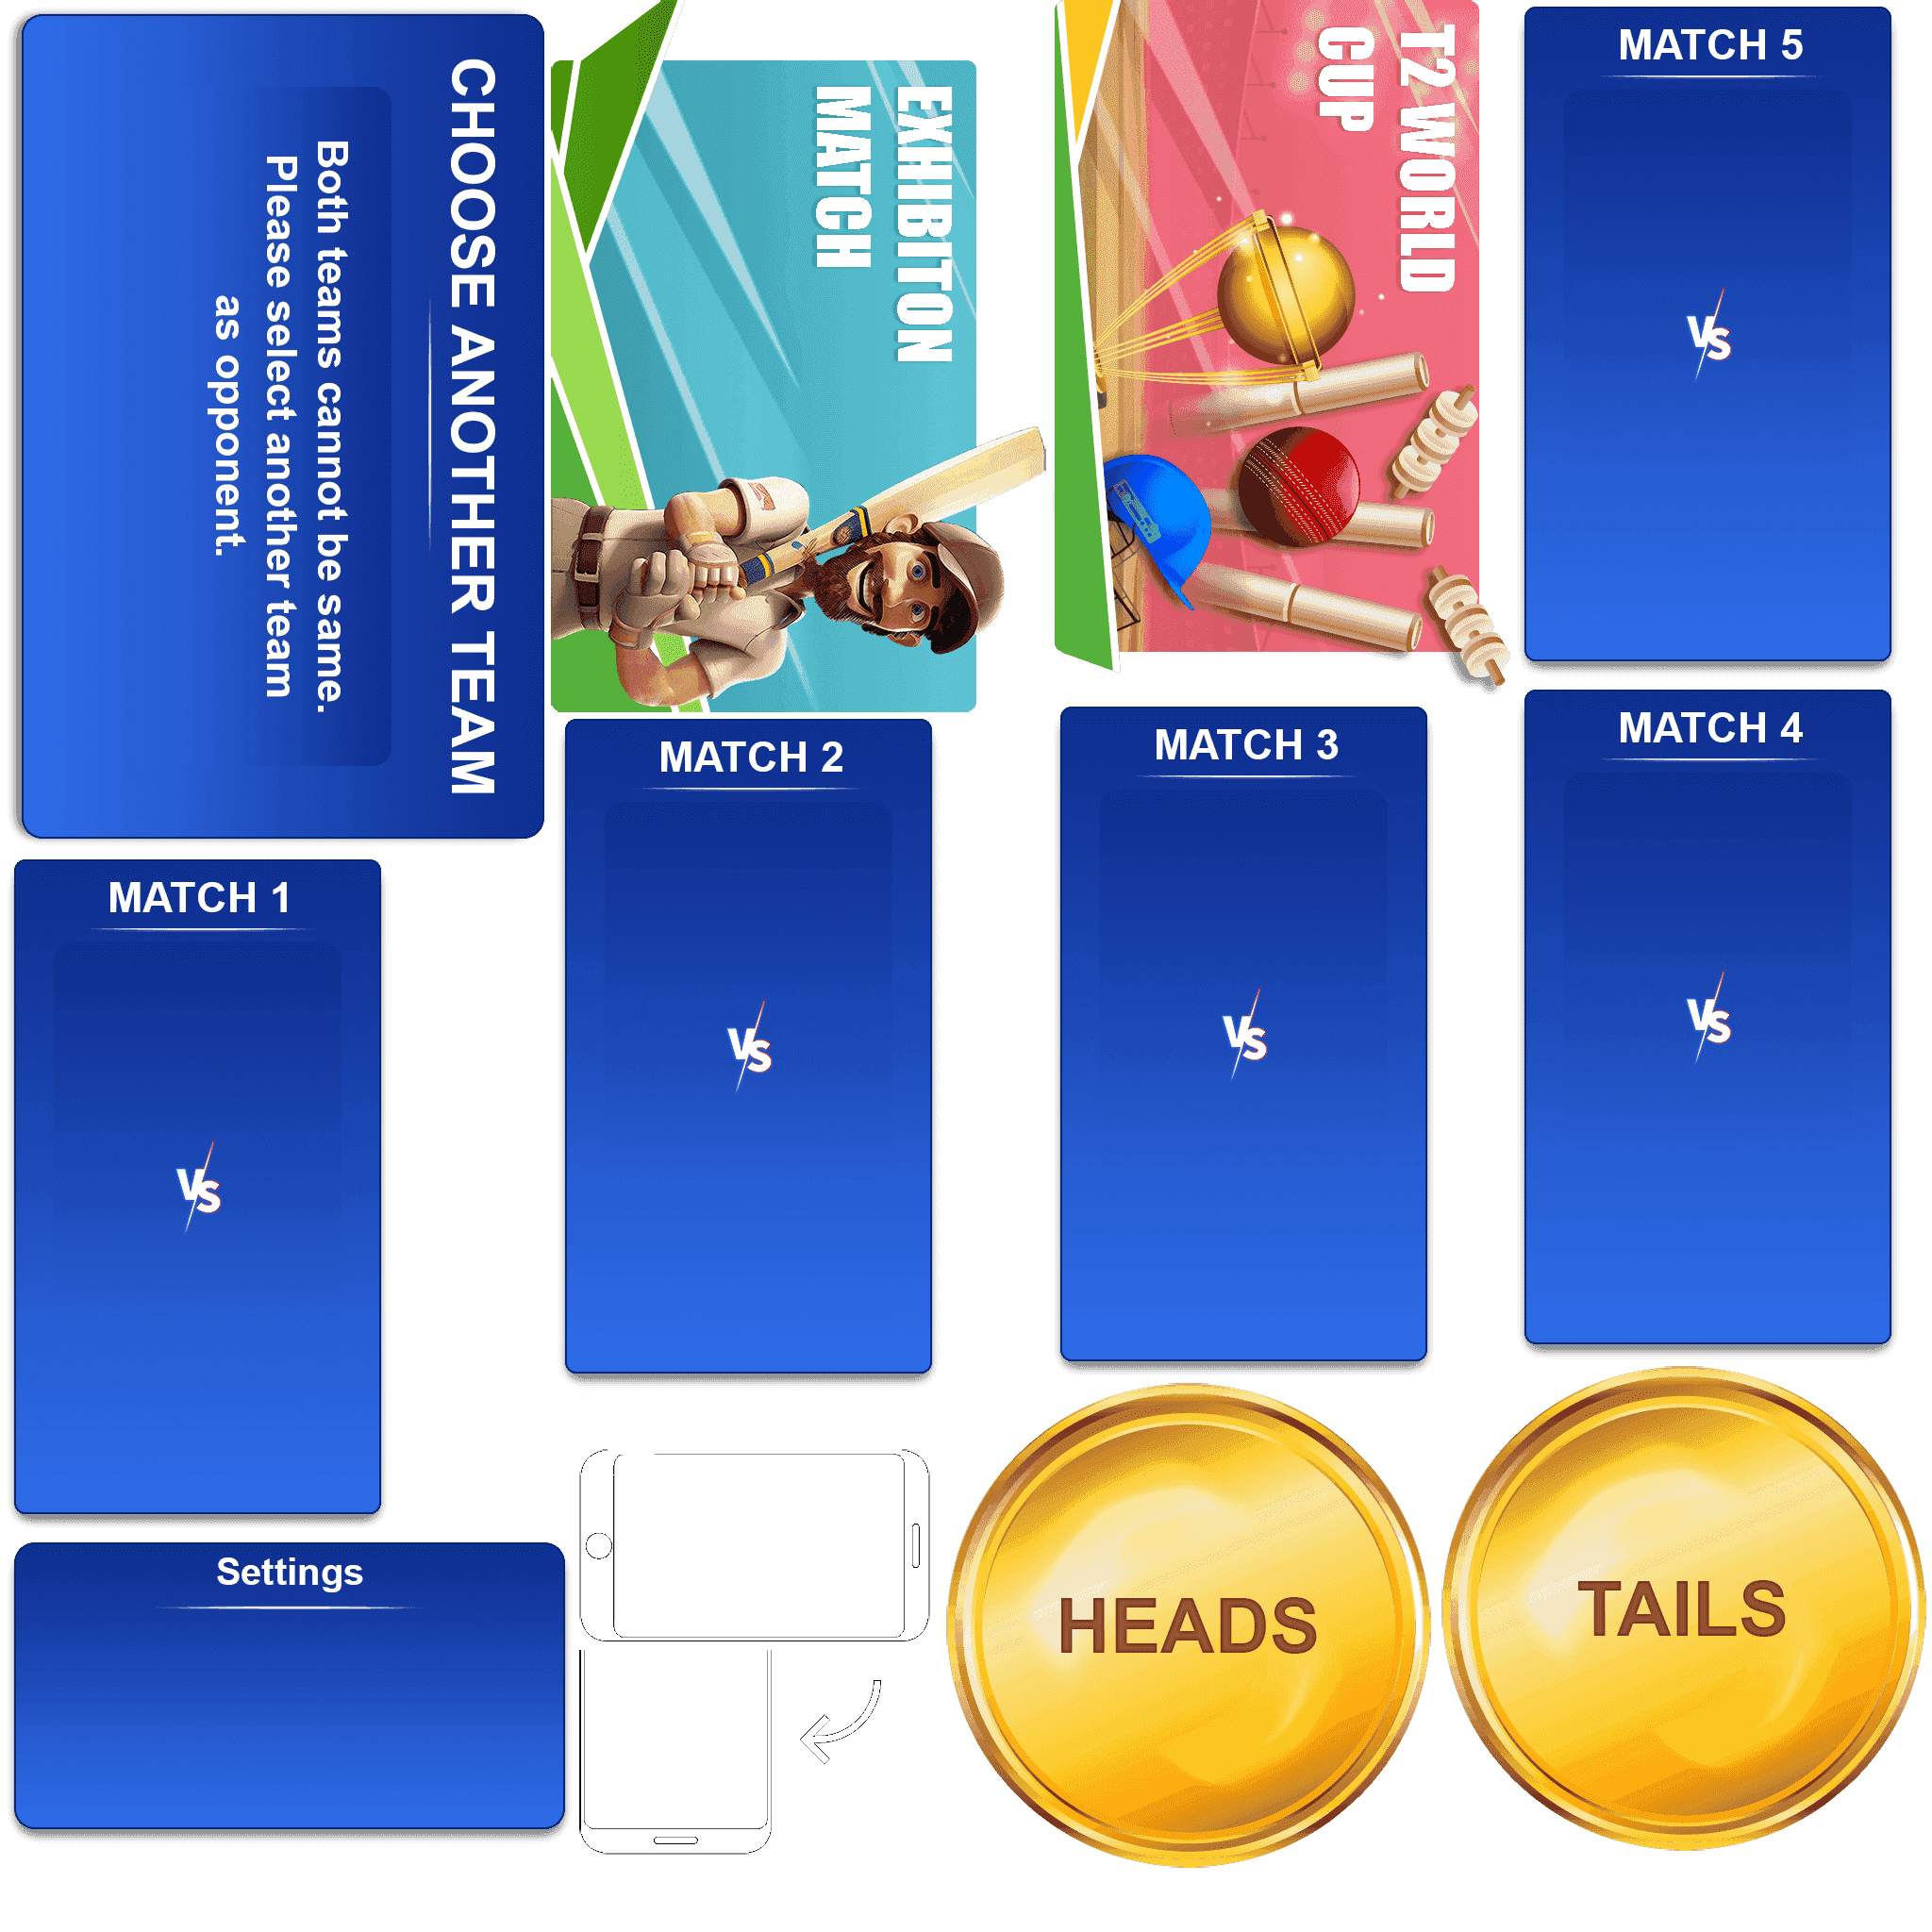 CHOOSE ANOTHER TEAM
Both teams cannot be same.
Please select another team
as opponent.
EXHIBITON
MATCH
T2 WORLD
CUP
MATCH 5
VS
MATCH 2
VS
MATCH 3
VS
MATCH 4
VS
MATCH 1
VS
Settings
HEADS
TAILS